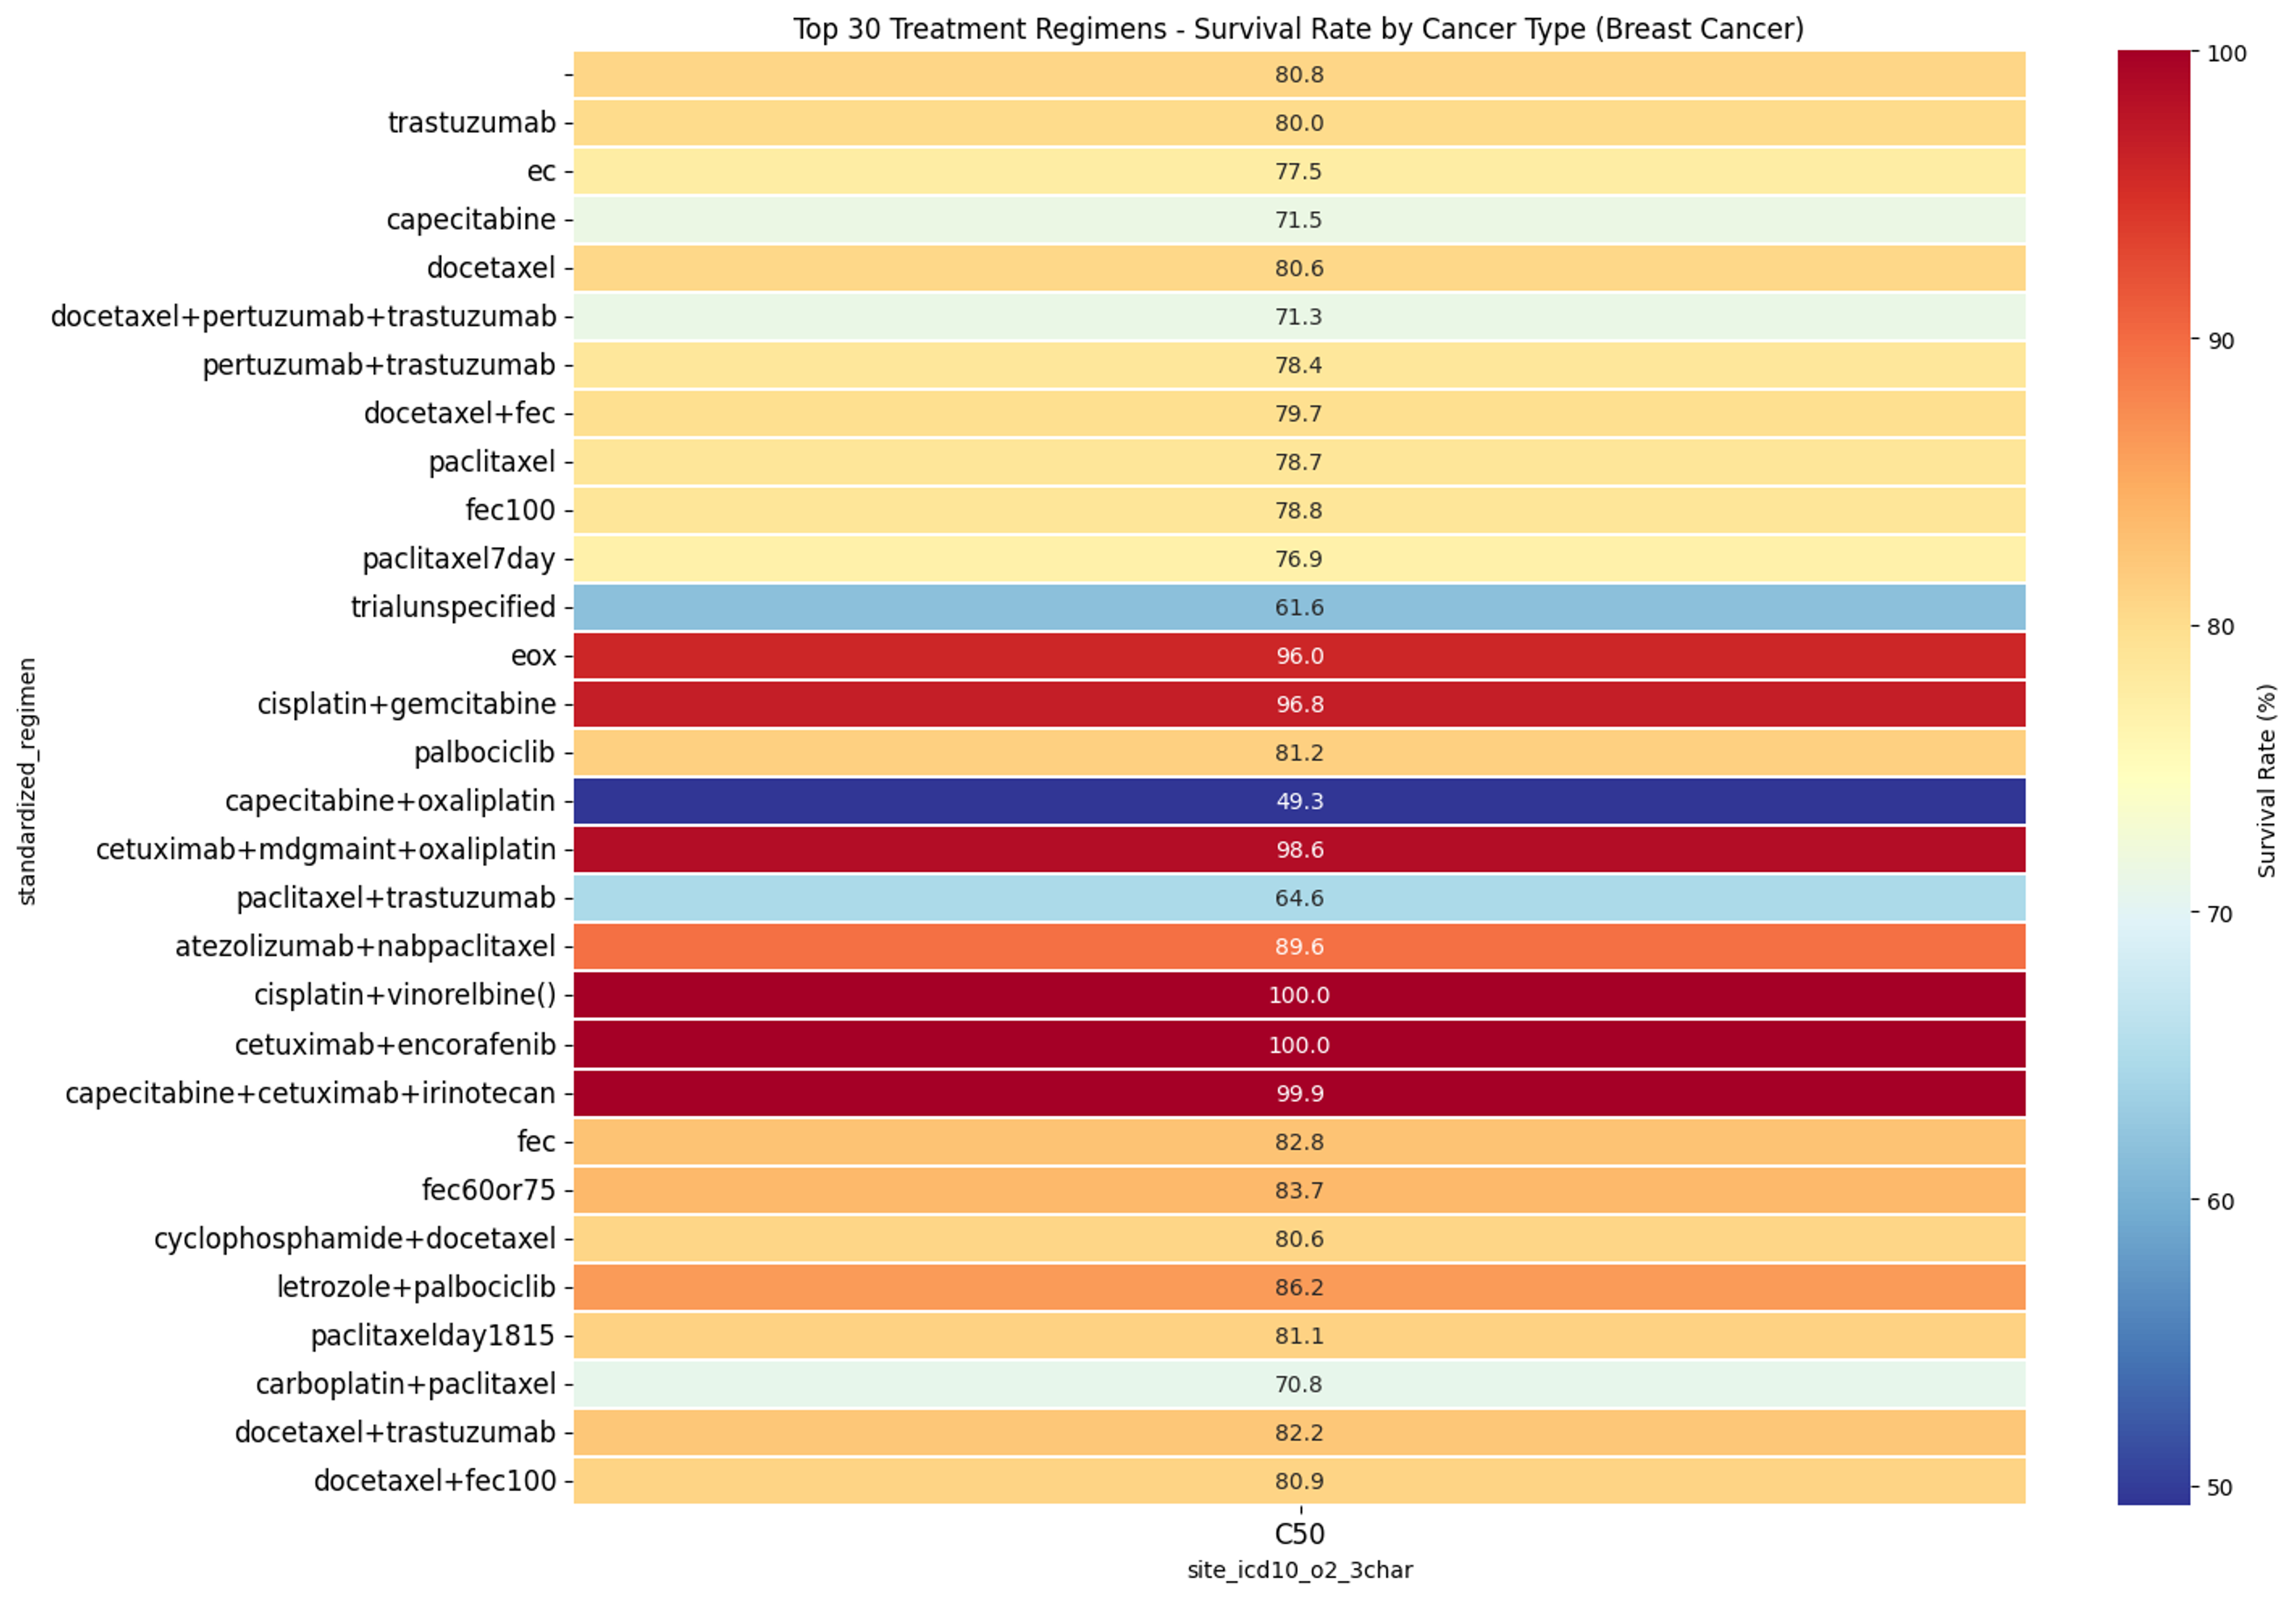 Top 30 Treatment Regimens - Survival Rate by Cancer Type (Breast Cancer)
80.8
trastuzumab 80.0
ec 77.5
capecitabine 71.5
docetaxel 80.6
docetaxel+pertuzumab+trastuzumab 71.3
pertuzumab+trastuzumab 78.4
docetaxel+fec 79.7
paclitaxel 78.7
fec100 78.8
paclitaxel7day 76.9
trialunspecified 61.6
eox 96.0
cisplatin+gemcitabine 96.8
palbociclib 81.2
capecitabine+oxaliplatin 49.3
cetuximab+mdgmaint+oxaliplatin 98.6
paclitaxel+trastuzumab 64.6
atezolizumab+nabpaclitaxel 89.6
cisplatin+vinorelbine() 100.0
cetuximab+encorafenib 100.0
capecitabine+cetuximab+irinotecan 99.9
fec 82.8
fec60or75 83.7
cyclophosphamide+docetaxel 80.6
letrozole+palbociclib 86.2
paclitaxelday1815 81.1
carboplatin+paclitaxel 70.8
docetaxel+trastuzumab 82.2
docetaxel+fec100 80.9
C50
site_icd10_o2_3char
standardized_regimen
100
90
80
70
60
50
Survival Rate (%)